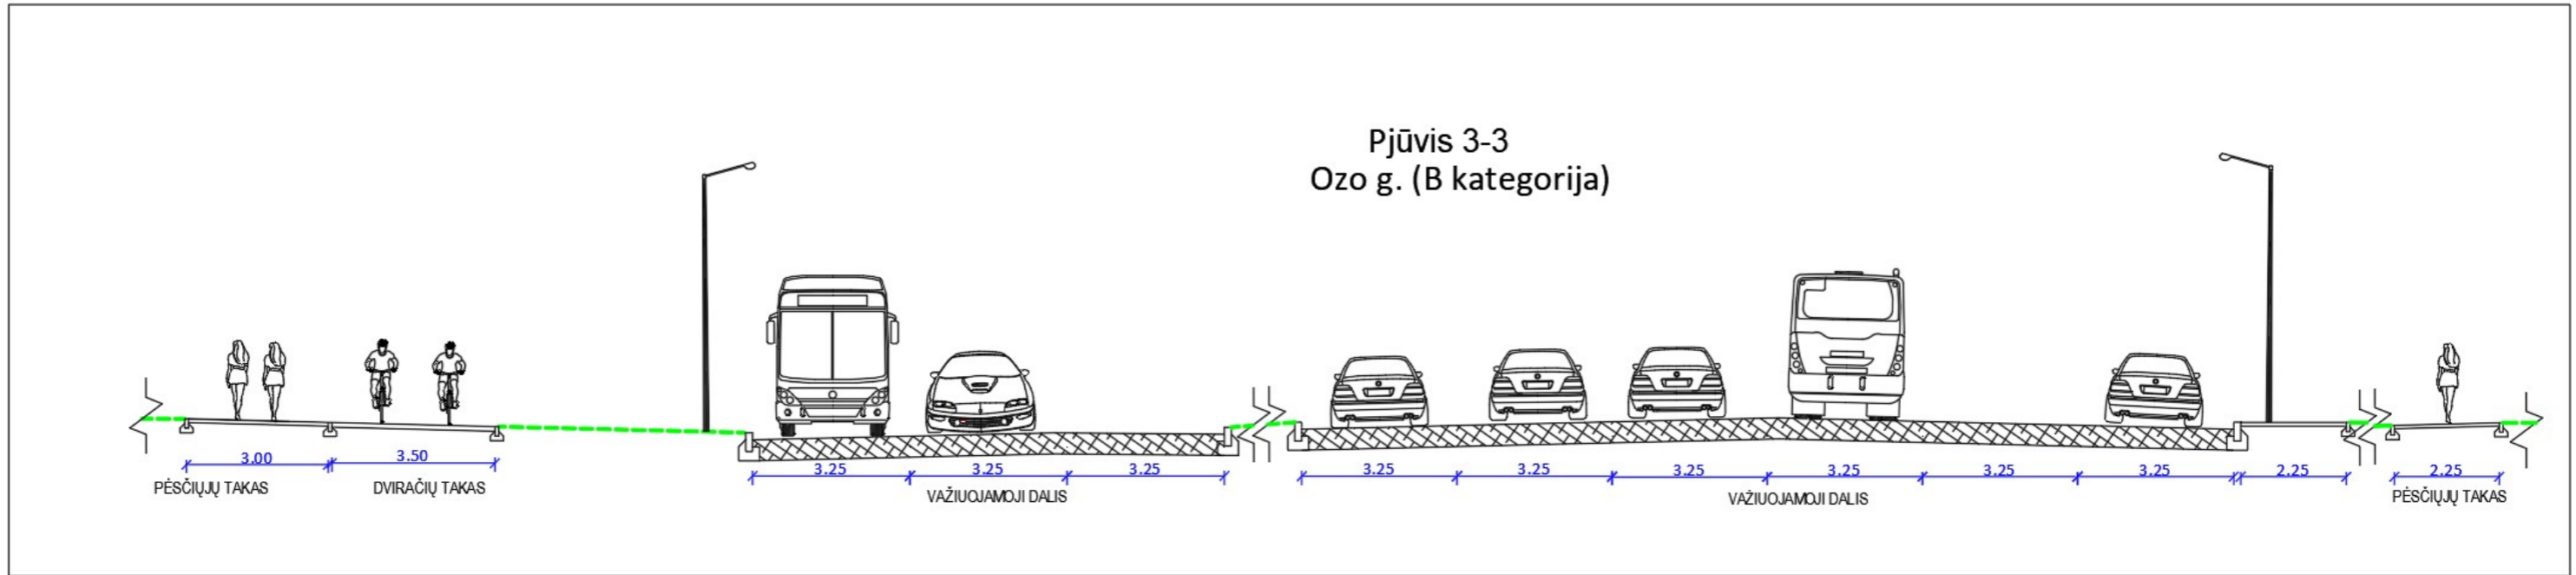 Pjūvis 3-3
Ozo g. (B kategorija)
3.00 3.50 3.25 3.25 3.25 3.25 3.25 3.25 3.25 3.25 3.25 2.25 2.25
PĖSČIŲJŲ TAKAS DVIRAČIŲ TAKAS VAŽIUOJAMOJI DALIS VAŽIUOJAMOJI DALIS PĖSČIŲJŲ TAKAS